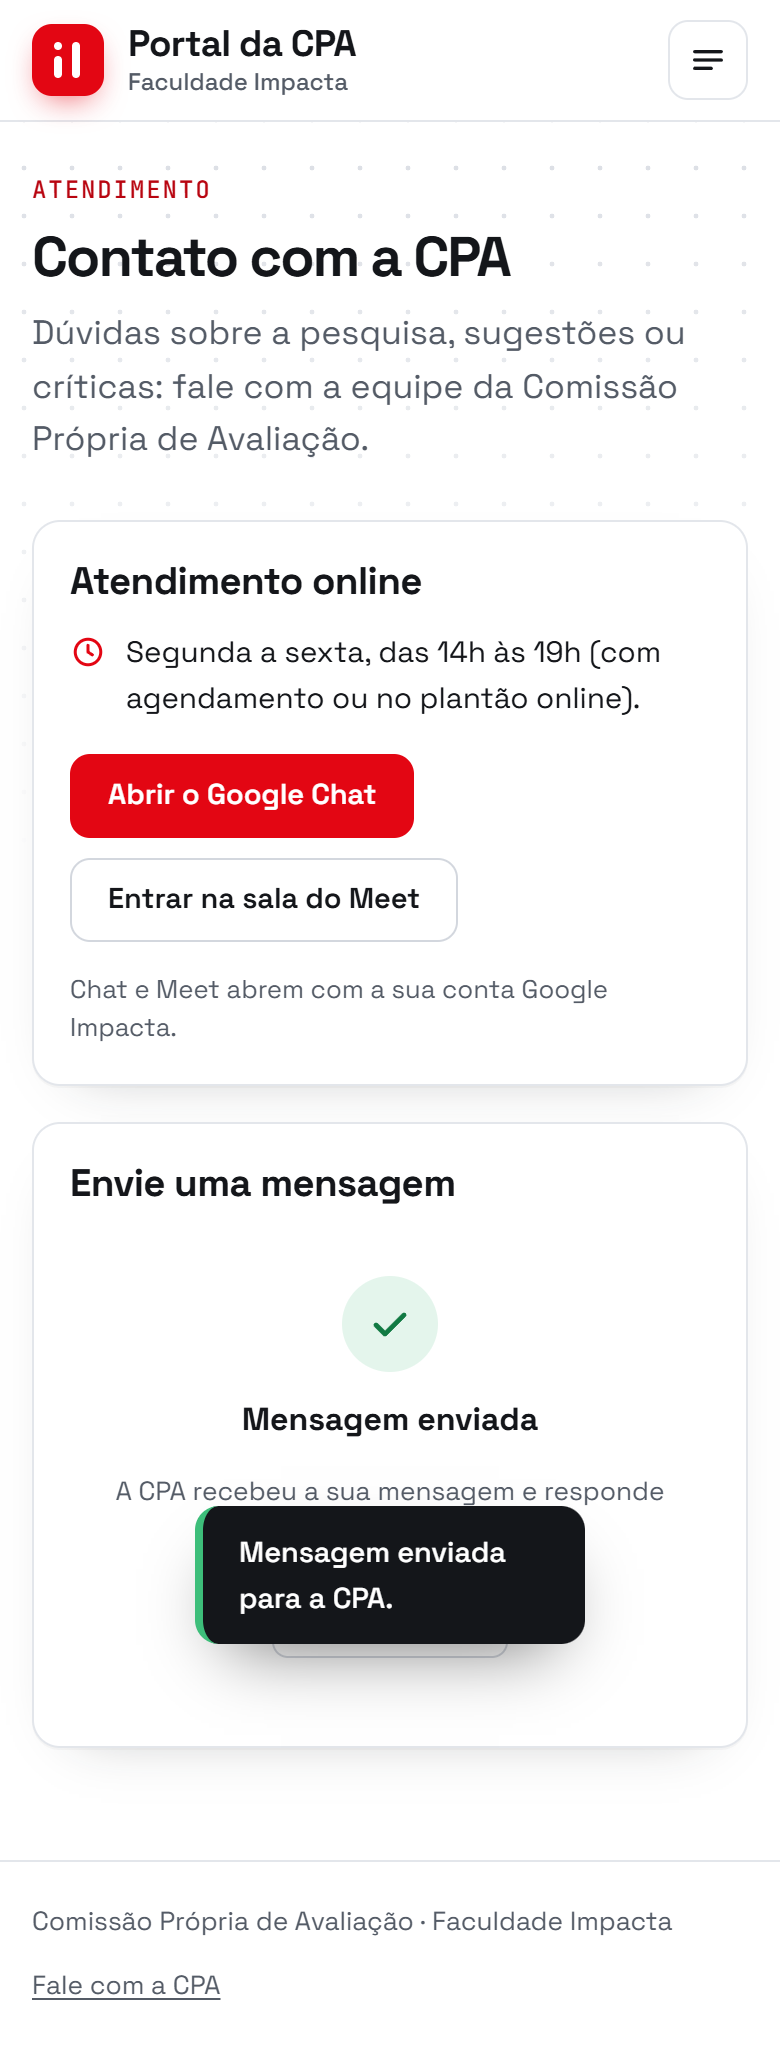 Portal da CPA
Faculdade Impacta
ATENDIMENTO
Contato com a CPA
Dúvidas sobre a pesquisa, sugestões ou
críticas: fale com a equipe da Comissão
Própria de Avaliação.
Atendimento online
Segunda a sexta, das 14h às 19h (com
agendamento ou no plantão online).
Abrir o Google Chat
Entrar na sala do Meet
Chat e Meet abrem com a sua conta Google
Impacta.
Envie uma mensagem
Mensagem enviada
A CPA recebeu a sua mensagem e responde
Mensagem enviada
para a CPA.
Comissão Própria de Avaliação · Faculdade Impacta
Fale com a CPA